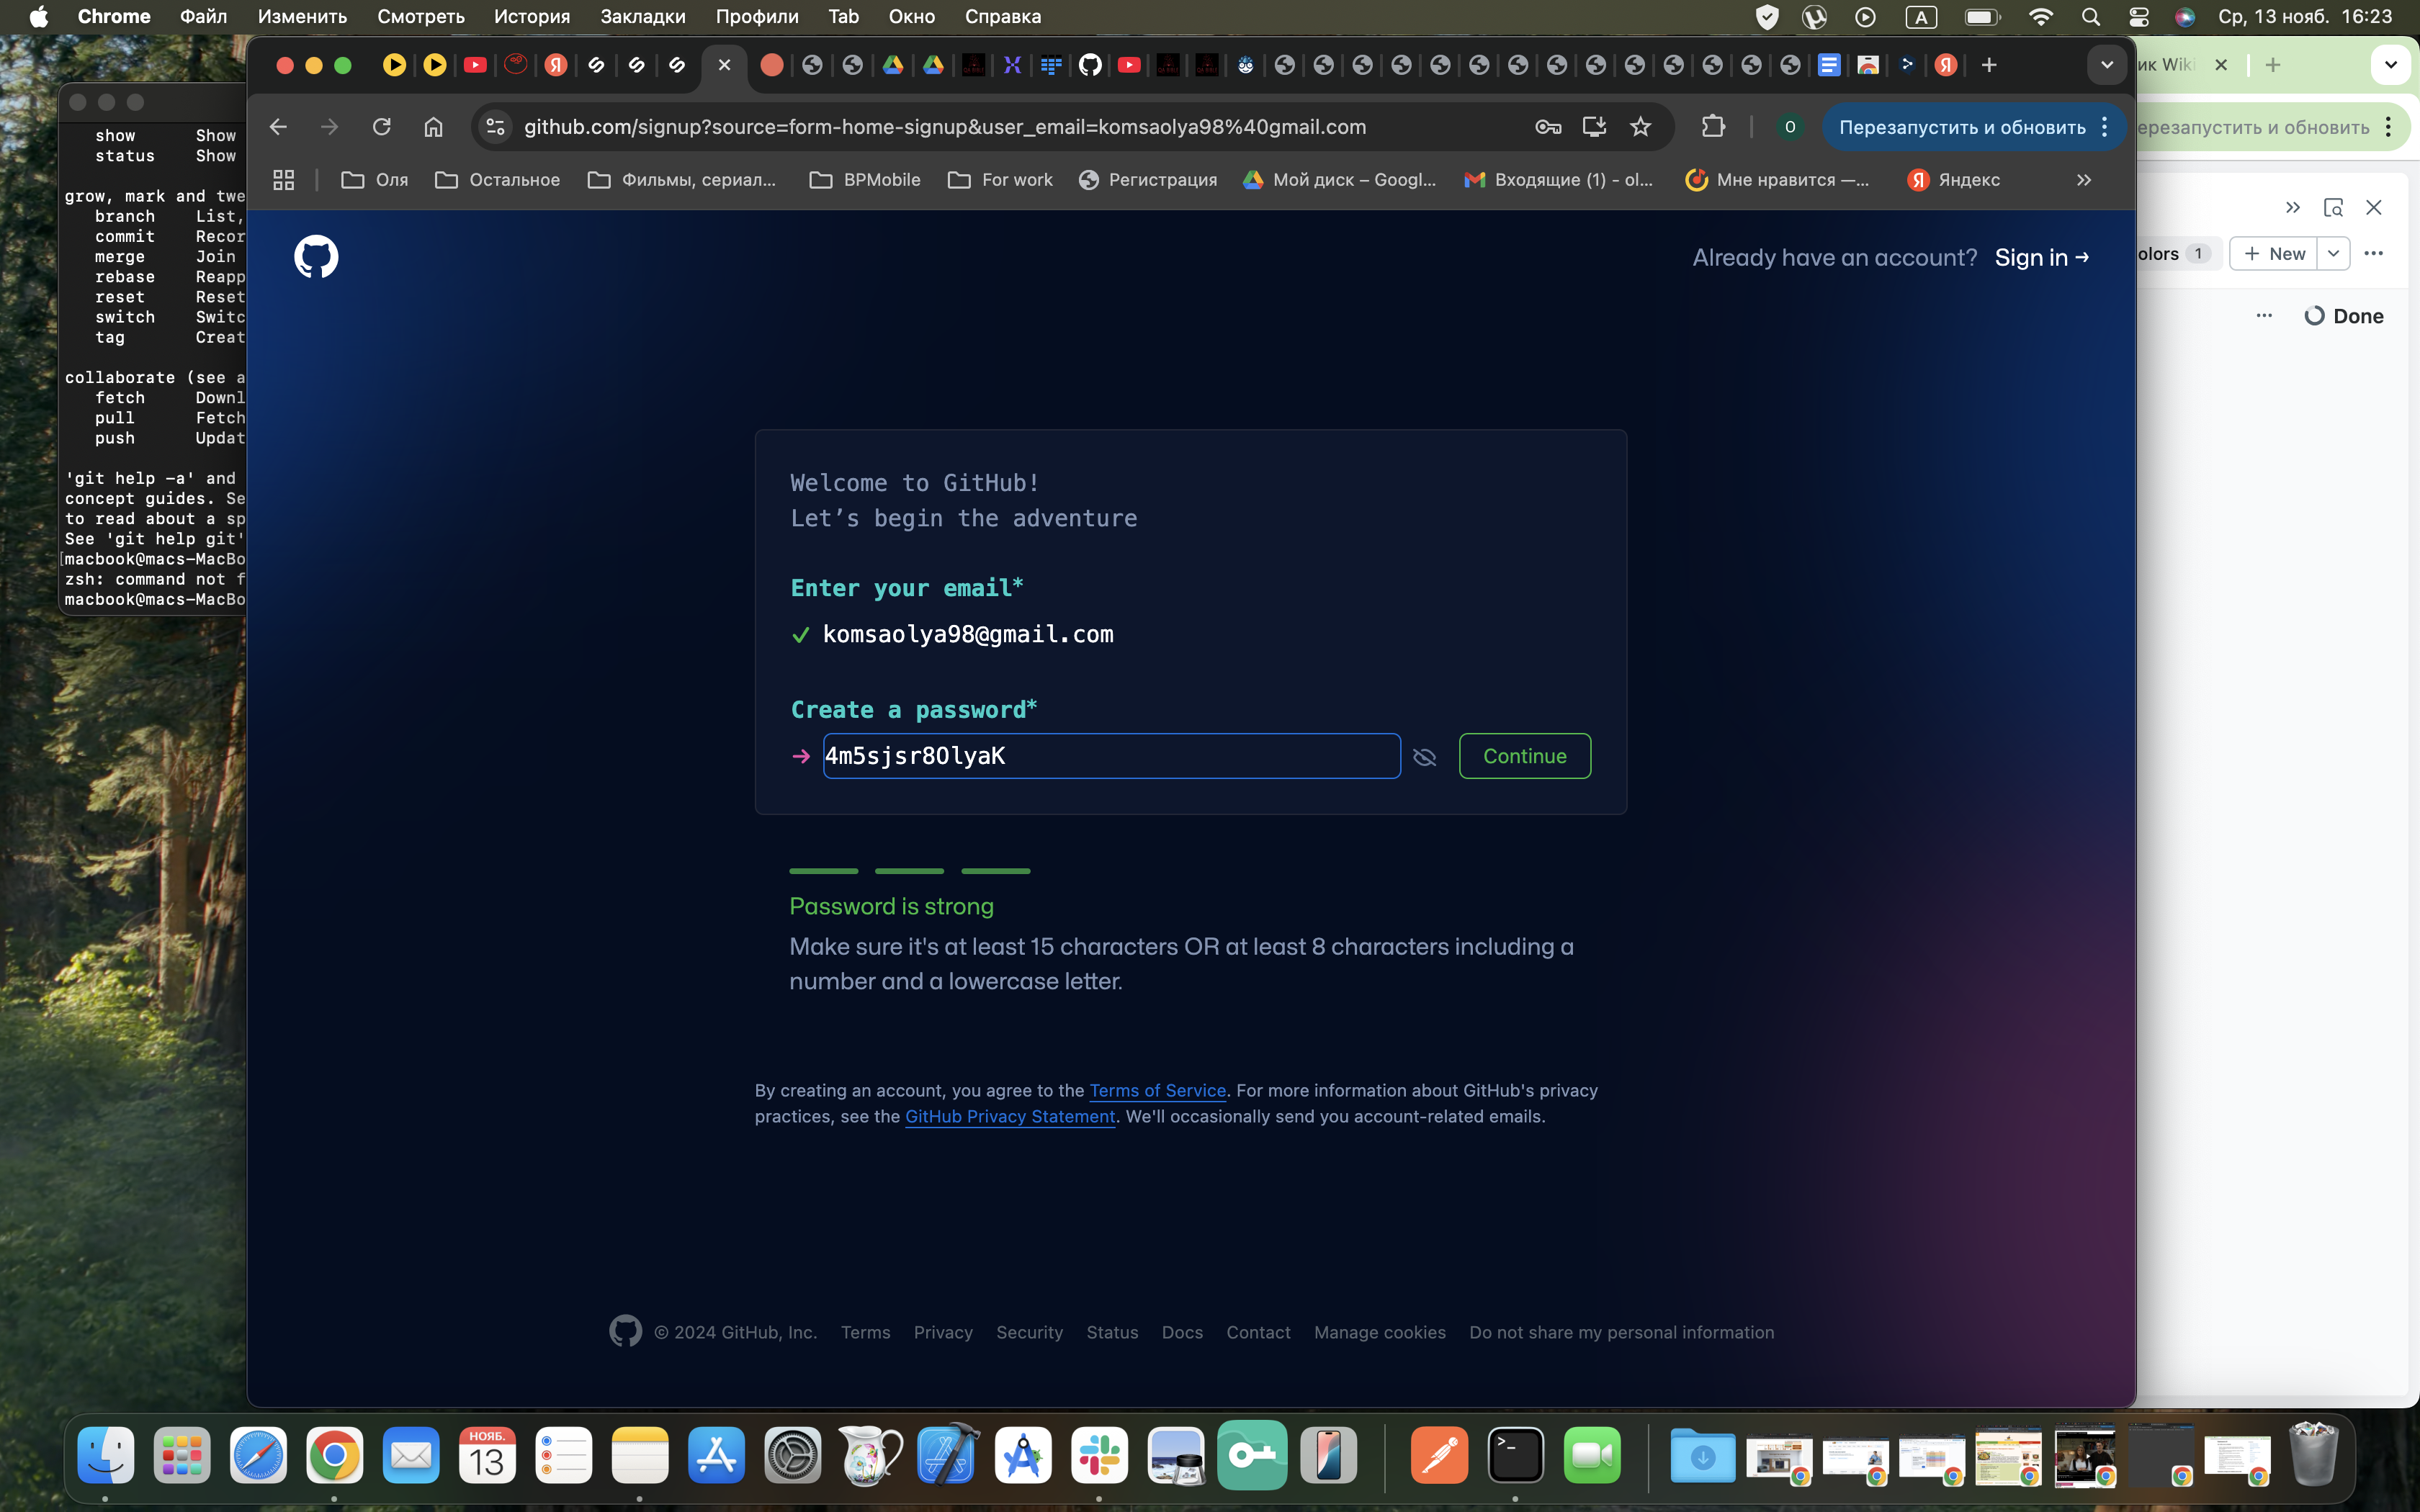 Chrome Файл Изменить Смотреть История Закладки Профили Tab Окно Справка A Ср, 13 нояб. 16:23
ик Wiki
github.com/signup?source=form-home-signup&user_email=komsaolya98%40gmail.com O Перезапустить и обновить
ерезапустить и обновить
Оля Остальное Фильмы, сериал... BPMobile For work Регистрация Мой диск – Googl... Входящие (1) - ol... Мне нравится —... Яндекс
show Show
status Show
grow, mark and twe
branch List,
commit Recor
merge Join
rebase Reapp
reset Reset
switch Switc
tag Creat
collaborate (see a
fetch Downl
pull Fetch
push Updat
'git help -a' and
concept guides. Se
to read about a sp
See 'git help git'
[macbook@macs-MacBo
zsh: command not f
macbook@macs-MacBo
Already have an account? Sign in →
olors 1 New
Done
Welcome to GitHub!
Let’s begin the adventure
Enter your email*
komsaolya98@gmail.com
Create a password*
4m5sjsr8OlyaK
Continue
Password is strong
Make sure it's at least 15 characters OR at least 8 characters including a
number and a lowercase letter.
By creating an account, you agree to the Terms of Service. For more information about GitHub's privacy
practices, see the GitHub Privacy Statement. We'll occasionally send you account-related emails.
© 2024 GitHub, Inc. Terms Privacy Security Status Docs Contact Manage cookies Do not share my personal information
НОЯБ.
13